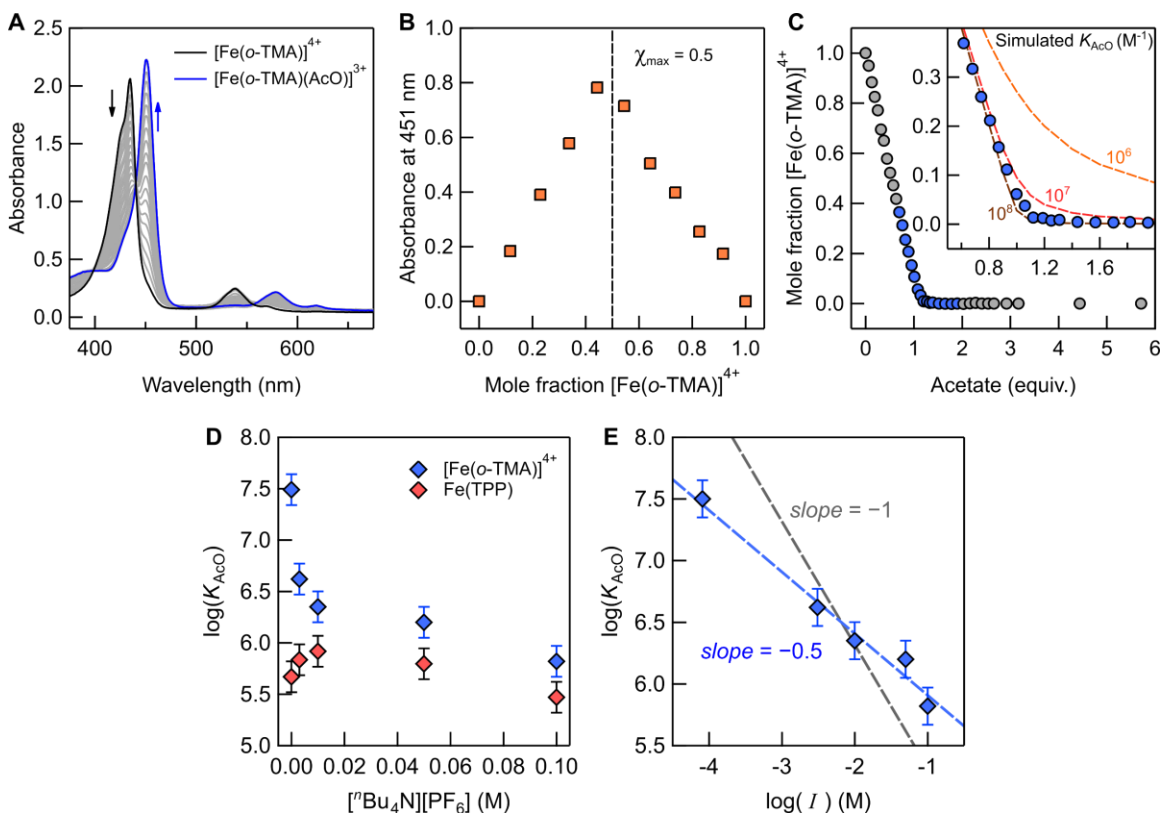 A
[Fe(o-TMA)]⁴⁺
[Fe(o-TMA)(AcO)]³⁺
2.5
2.0
1.5
1.0
0.5
0.0
Absorbance
400
500
600
Wavelength (nm)
B
χmax = 0.5
1.0
0.8
0.6
0.4
0.2
0.0
Absorbance at 451 nm
0.0
0.2
0.4
0.6
0.8
1.0
Mole fraction [Fe(o-TMA)]⁴⁺
C
Simulated K_AcO (M⁻¹)
0.3
0.2
0.1
0.0
10⁶
10⁷
10⁸
0.8
1.2
1.6
1.0
0.8
0.6
0.4
0.2
0.0
Mole fraction [Fe(o-TMA)]⁴⁺
0
1
2
3
4
5
6
Acetate (equiv.)
D
[Fe(o-TMA)]⁴⁺
Fe(TPP)
8.0
7.5
7.0
6.5
6.0
5.5
5.0
log(K_AcO)
0.00
0.02
0.04
0.06
0.08
0.10
[ⁿBu₄N][PF₆] (M)
E
slope = −1
slope = −0.5
8.0
7.5
7.0
6.5
6.0
5.5
log(K_AcO)
-4
-3
-2
-1
log( I ) (M)